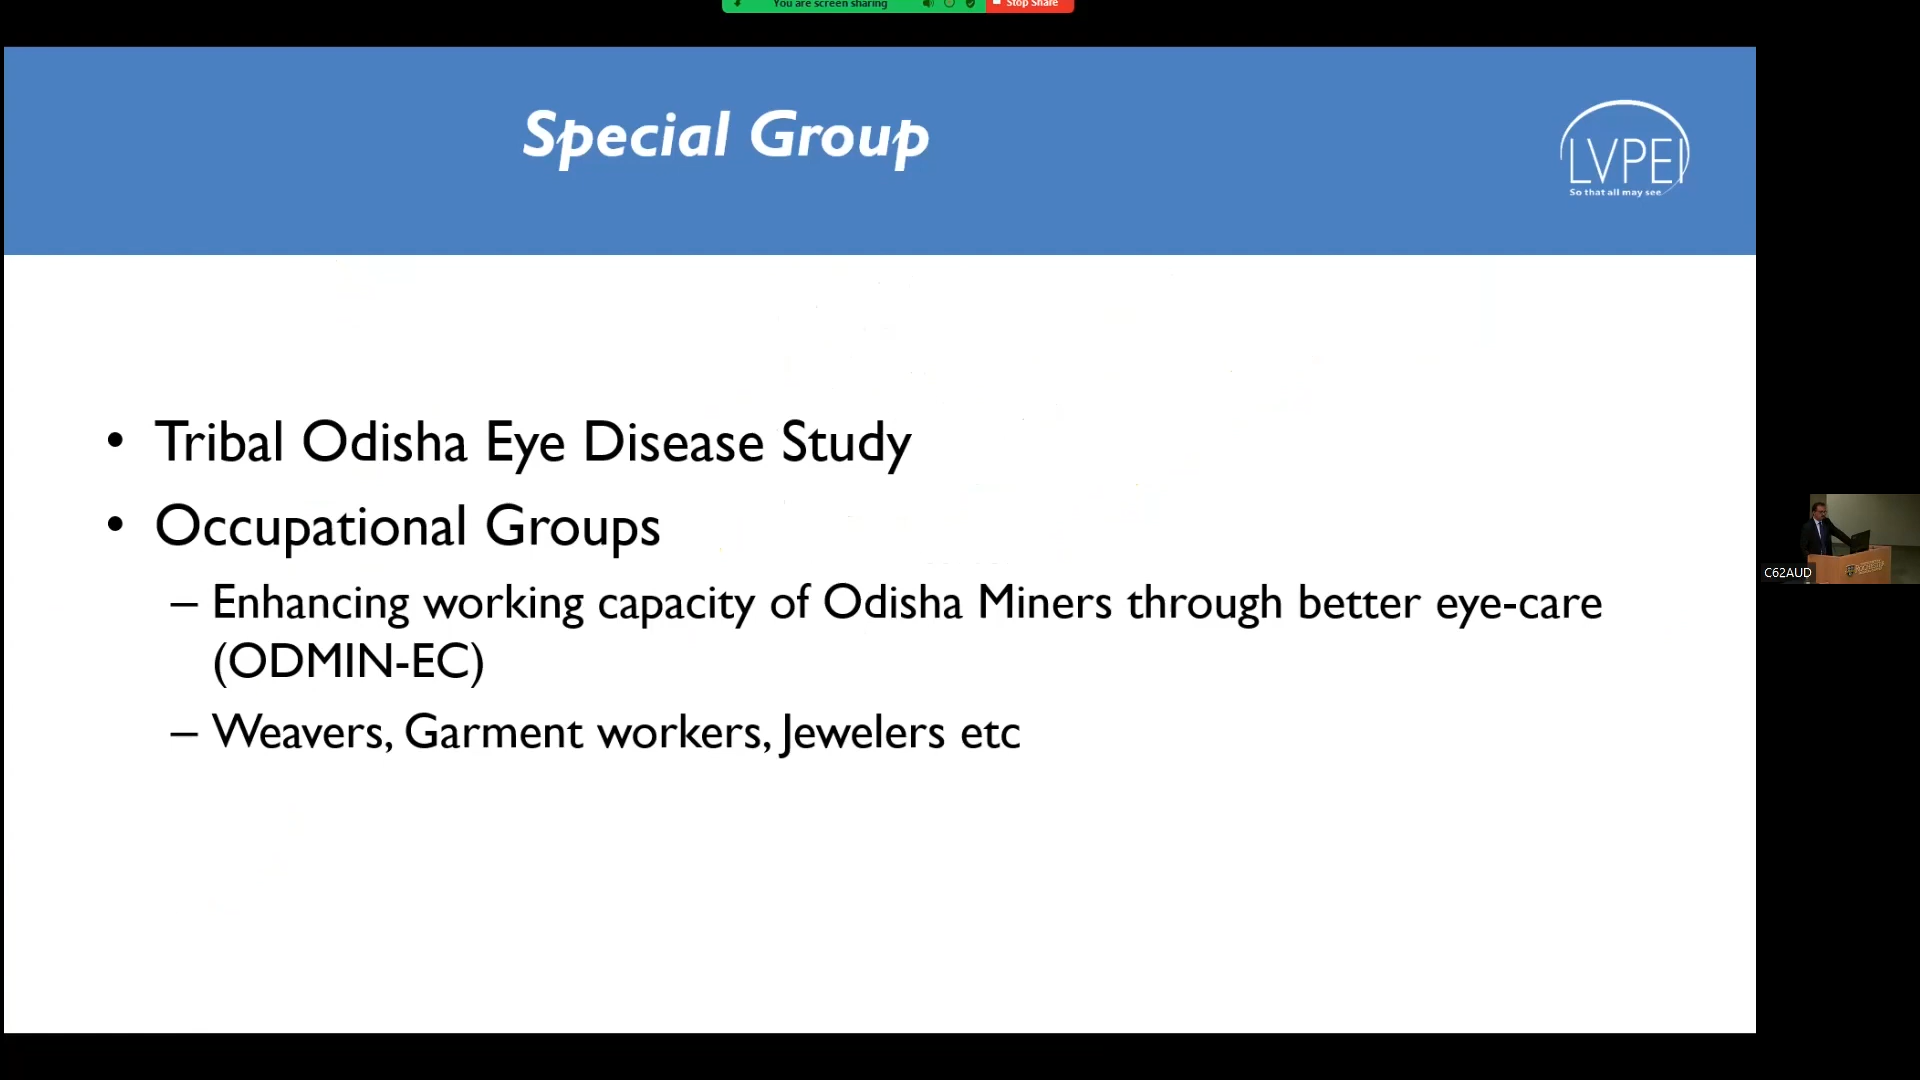 You are screen sharing
Stop Share
Special Group
LVPEI
So that all may see
• Tribal Odisha Eye Disease Study
• Occupational Groups
– Enhancing working capacity of Odisha Miners through better eye-care
(ODMIN-EC)
– Weavers, Garment workers, Jewelers etc
C62AUD